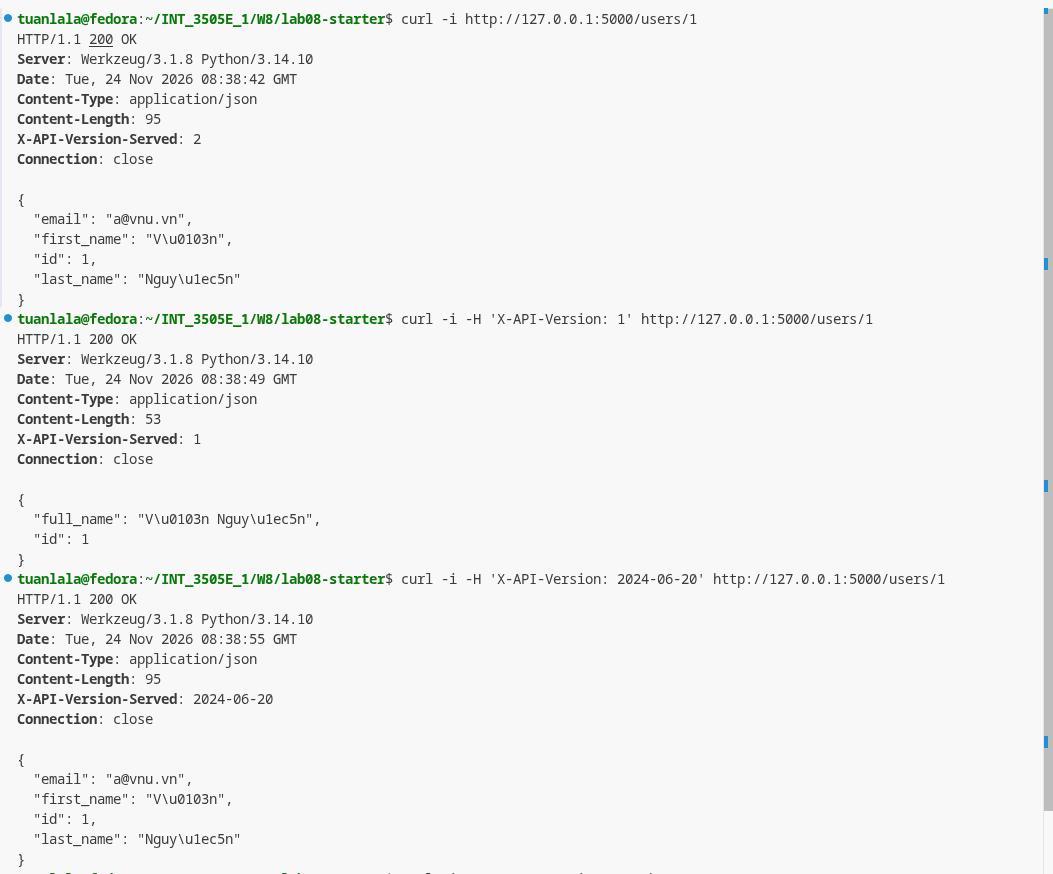 tuanlala@fedora:~/INT_3505E_1/W8/lab08-starter$ curl -i http://127.0.0.1:5000/users/1
HTTP/1.1 200 OK
Server: Werkzeug/3.1.8 Python/3.14.10
Date: Tue, 24 Nov 2026 08:38:42 GMT
Content-Type: application/json
Content-Length: 95
X-API-Version-Served: 2
Connection: close

{
  "email": "a@vnu.vn",
  "first_name": "V\u0103n",
  "id": 1,
  "last_name": "Nguy\u1ec5n"
}
tuanlala@fedora:~/INT_3505E_1/W8/lab08-starter$ curl -i -H 'X-API-Version: 1' http://127.0.0.1:5000/users/1
HTTP/1.1 200 OK
Server: Werkzeug/3.1.8 Python/3.14.10
Date: Tue, 24 Nov 2026 08:38:49 GMT
Content-Type: application/json
Content-Length: 53
X-API-Version-Served: 1
Connection: close

{
  "full_name": "V\u0103n Nguy\u1ec5n",
  "id": 1
}
tuanlala@fedora:~/INT_3505E_1/W8/lab08-starter$ curl -i -H 'X-API-Version: 2024-06-20' http://127.0.0.1:5000/users/1
HTTP/1.1 200 OK
Server: Werkzeug/3.1.8 Python/3.14.10
Date: Tue, 24 Nov 2026 08:38:55 GMT
Content-Type: application/json
Content-Length: 95
X-API-Version-Served: 2024-06-20
Connection: close

{
  "email": "a@vnu.vn",
  "first_name": "V\u0103n",
  "id": 1,
  "last_name": "Nguy\u1ec5n"
}